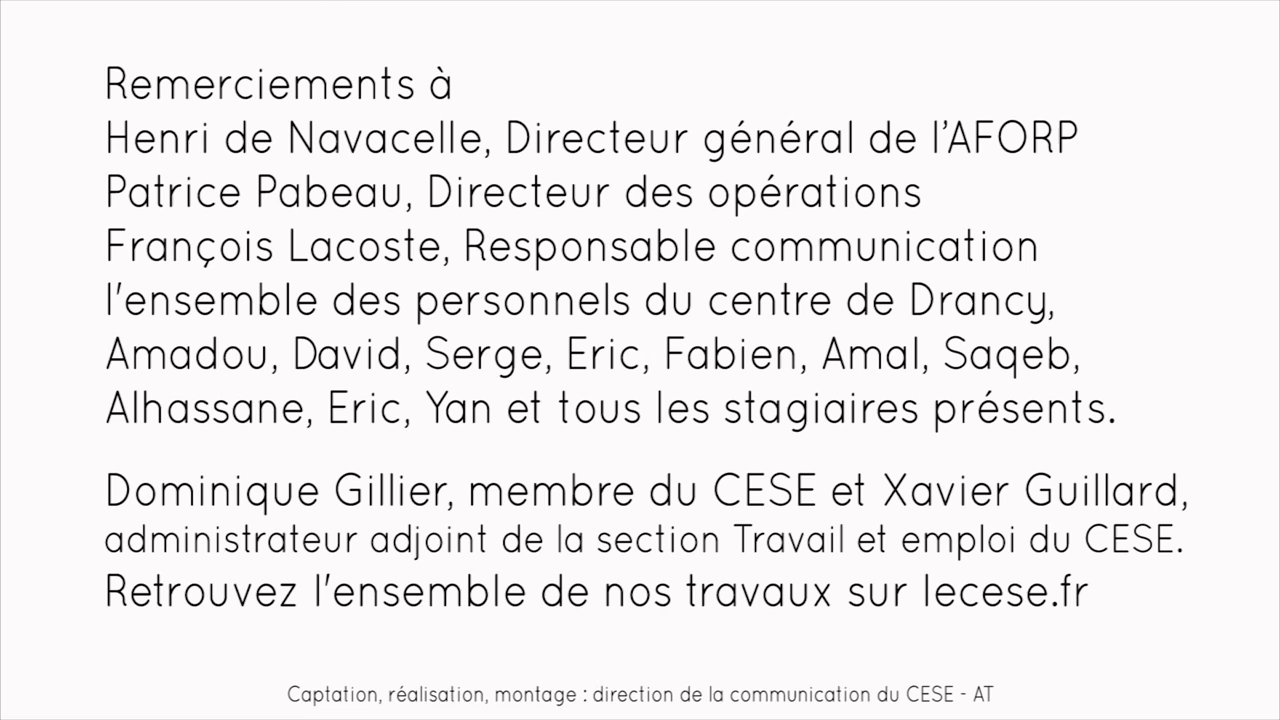 Remerciements à
Henri de Navacelle, Directeur général de l’AFORP
Patrice Pabeau, Directeur des opérations
François Lacoste, Responsable communication
l'ensemble des personnels du centre de Drancy,
Amadou, David, Serge, Eric, Fabien, Amal, Saqeb,
Alhassane, Eric, Yan et tous les stagiaires présents.
Dominique Gillier, membre du CESE et Xavier Guillard,
administrateur adjoint de la section Travail et emploi du CESE.
Retrouvez l'ensemble de nos travaux sur lecese.fr
Captation, réalisation, montage : direction de la communication du CESE - AT